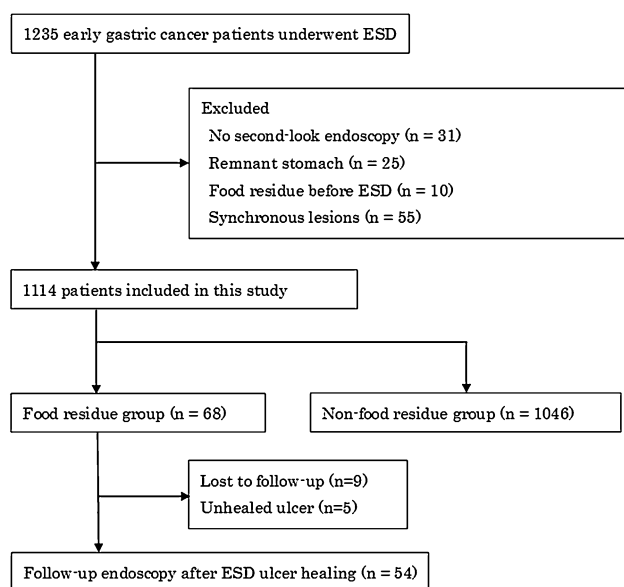 1235 early gastric cancer patients underwent ESD
Excluded
No second-look endoscopy (n = 31)
Remnant stomach (n = 25)
Food residue before ESD (n = 10)
Synchronous lesions (n = 55)
1114 patients included in this study
Food residue group (n = 68)
Non-food residue group (n = 1046)
Lost to follow-up (n=9)
Unhealed ulcer (n=5)
Follow-up endoscopy after ESD ulcer healing (n = 54)